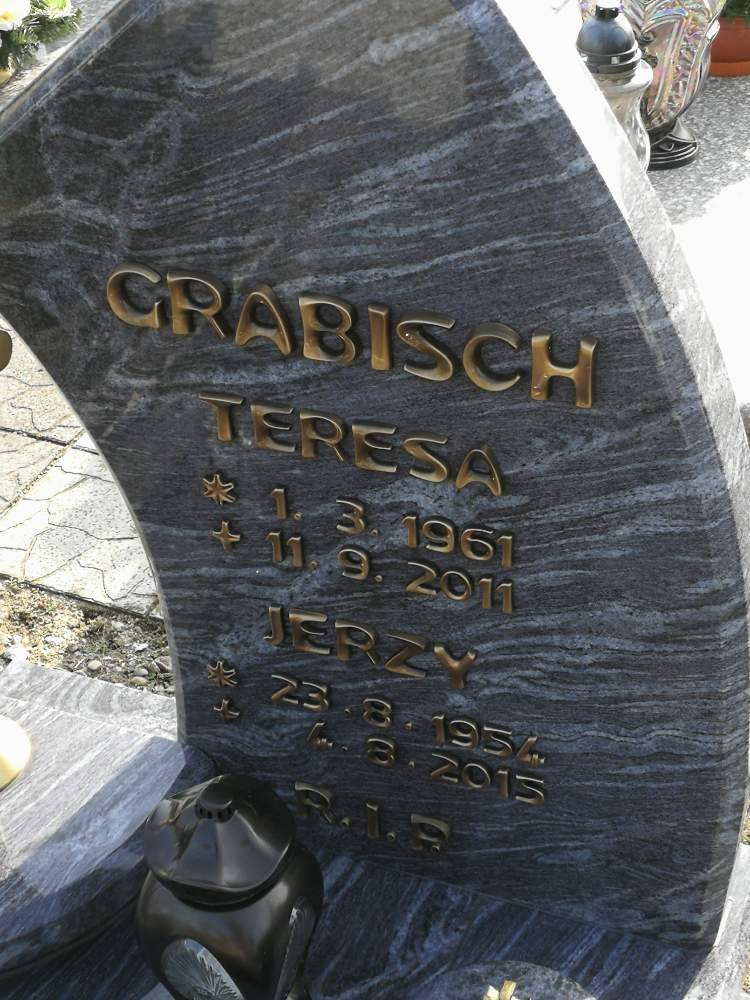 GRABISCH
TERESA
* 1. 3. 1961
+ 11. 9. 2011
JERZY
* 23.8.1954
+ 4.8.2015
R.I.P.